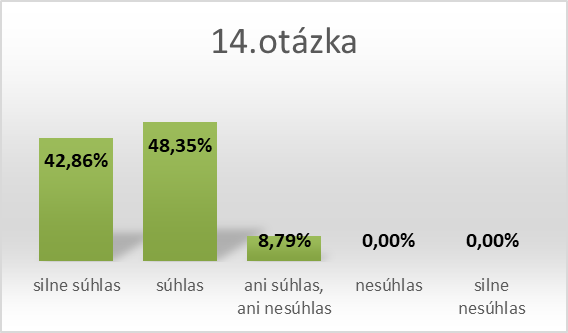 14.otázka
42,86%
48,35%
8,79%
0,00%
0,00%
silne súhlas
súhlas
ani súhlas,
ani nesúhlas
nesúhlas
silne
nesúhlas